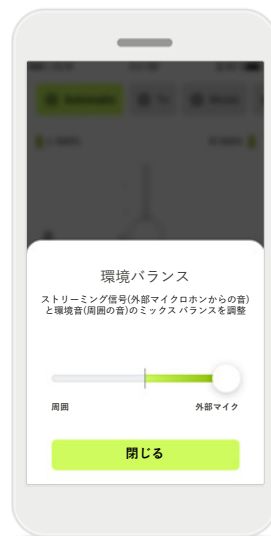 環境バランス
ストリーミング信号(外部マイクロホンからの音)
と環境音(周囲の音)のミックス バランスを調整
周囲
外部マイク
閉じる